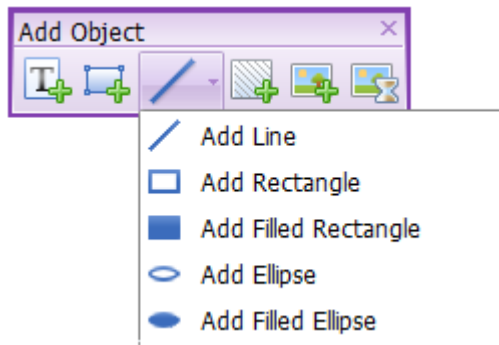 Add Object
T
Add Line
Add Rectangle
Add Filled Rectangle
Add Ellipse
Add Filled Ellipse